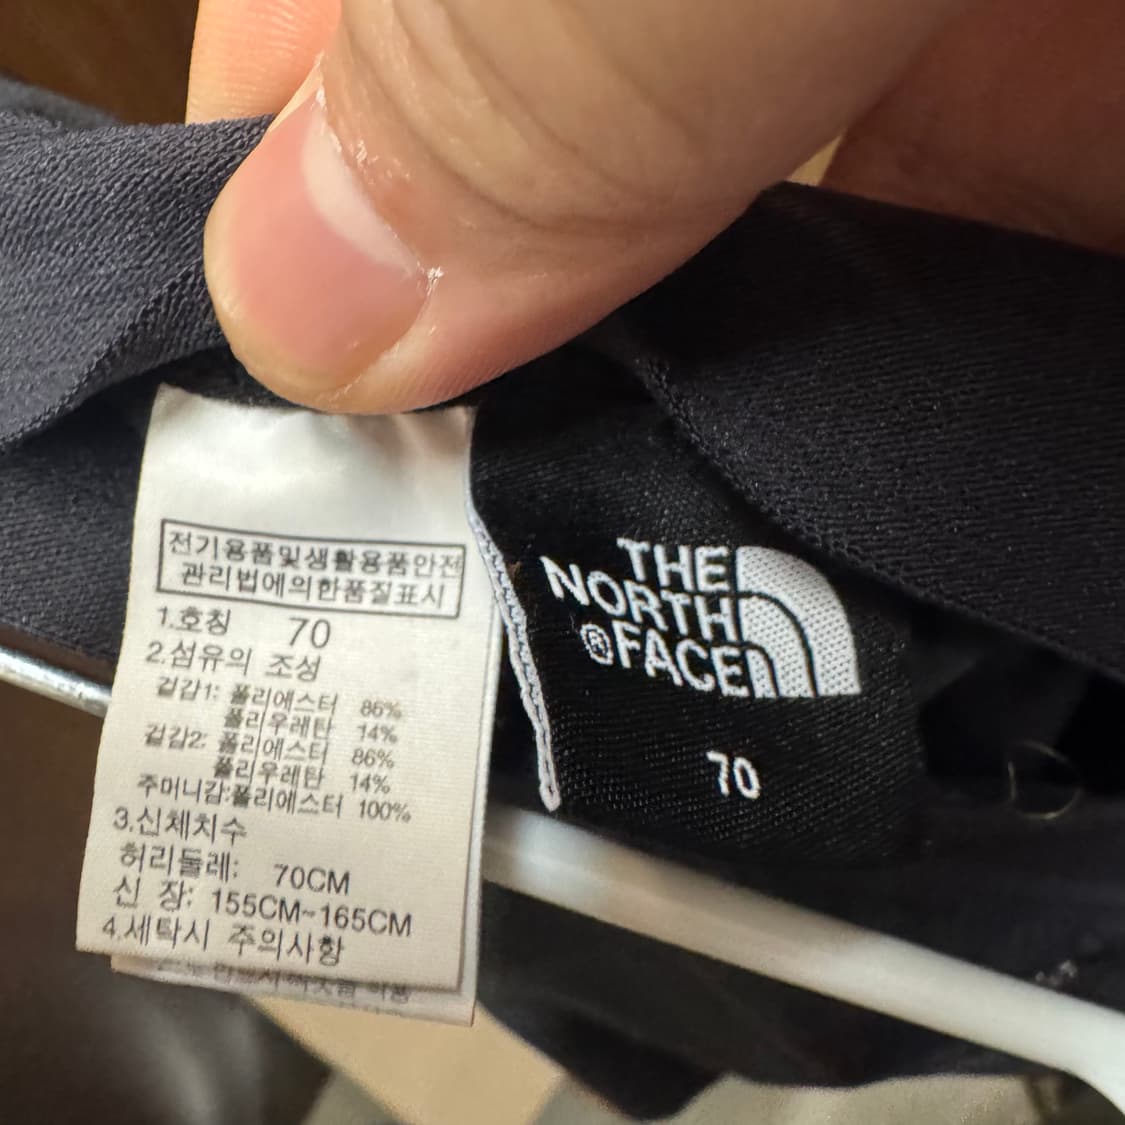 전기용품및생활용품안전
관리법에의한품질표시
1.호칭 70
2.섬유의 조성
겉감1: 폴리에스터 86%
폴리우레탄 14%
겉감2: 폴리에스터 86%
폴리우레탄 14%
주머니감:폴리에스터 100%
3.신체치수
허리둘레: 70CM
신 장: 155CM~165CM
4.세탁시 주의사항
THE
NORTH
®FACE
70